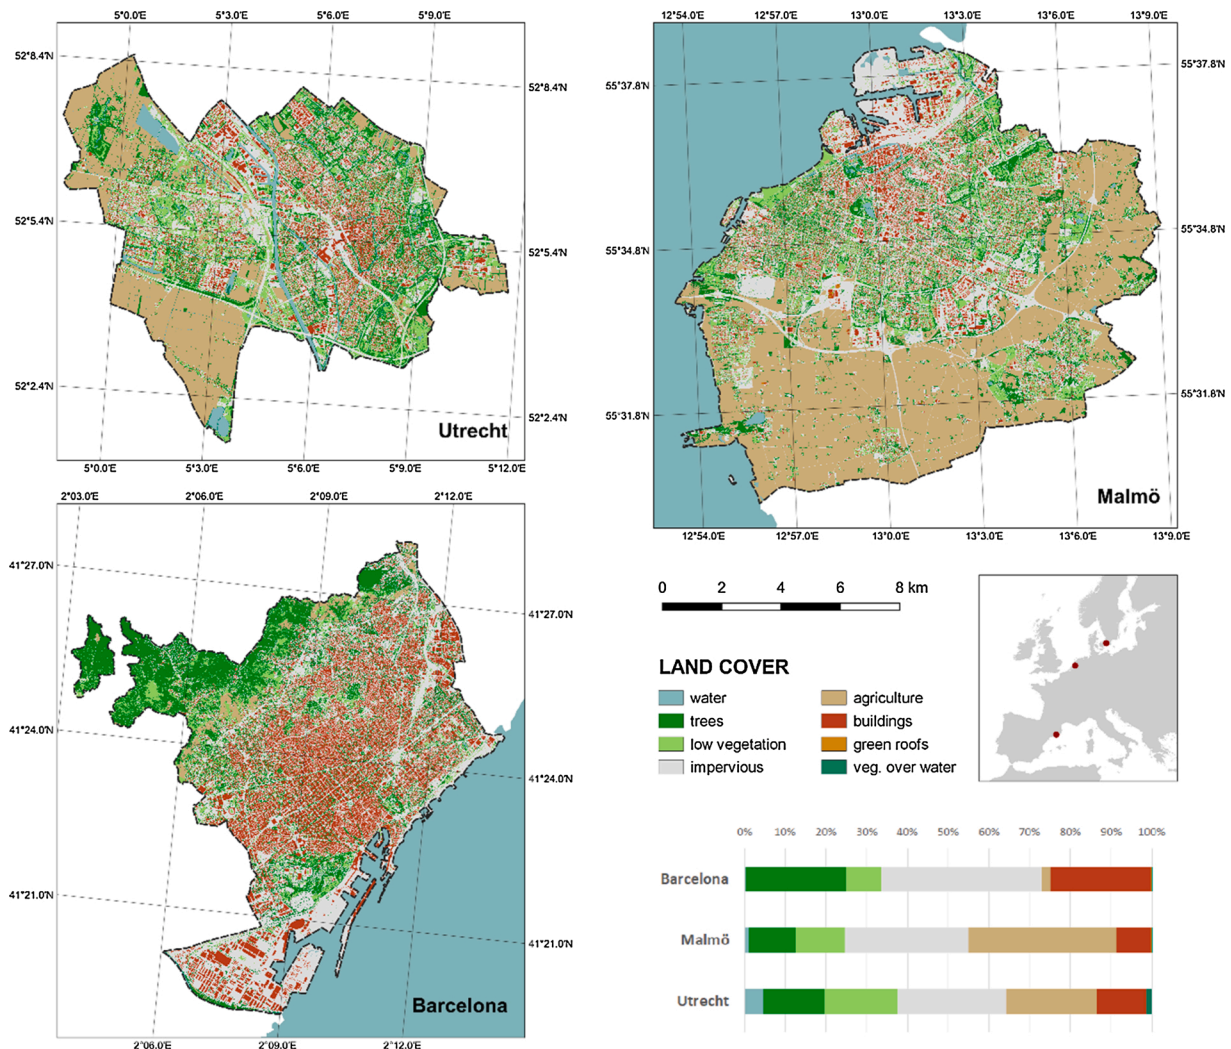 5°0.0'E 5°3.0'E 5°6.0'E 5°9.0'E
52°8.4'N
52°8.4'N
52°5.4'N
52°5.4'N
52°2.4'N
52°2.4'N
Utrecht
5°0.0'E 5°3.0'E 5°6.0'E 5°9.0'E 5°12.0'E
12°54.0'E 12°57.0'E 13°0.0'E 13°3.0'E 13°6.0'E 13°9.0'E
55°37.8'N
55°37.8'N
55°34.8'N
55°34.8'N
55°31.8'N
55°31.8'N
Malmö
12°54.0'E 12°57.0'E 13°0.0'E 13°3.0'E 13°6.0'E 13°9.0'E
2°03.0'E 2°06.0'E 2°09.0'E 2°12.0'E
41°27.0'N
41°27.0'N
41°24.0'N
41°24.0'N
41°21.0'N
41°21.0'N
Barcelona
2°06.0'E 2°09.0'E 2°12.0'E
0 2 4 6 8 km
LAND COVER
water
trees
low vegetation
impervious
agriculture
buildings
green roofs
veg. over water
0% 10% 20% 30% 40% 50% 60% 70% 80% 90% 100%
Barcelona
Malmö
Utrecht